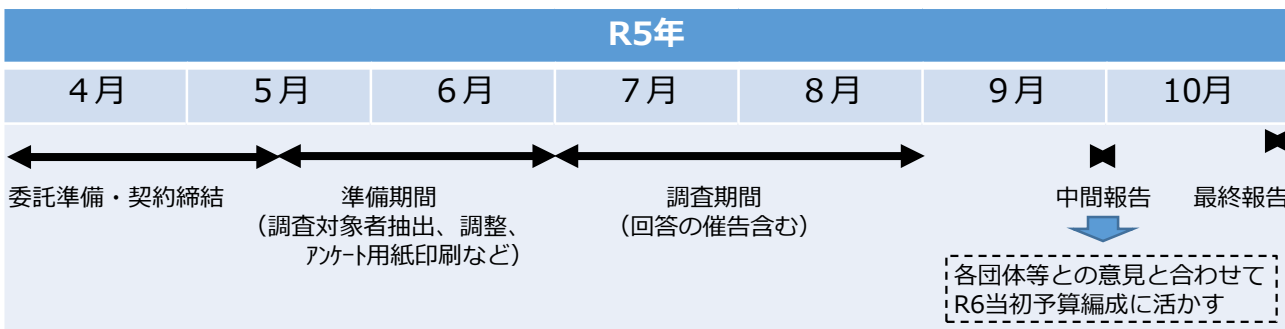 R5年
4月 5月 6月 7月 8月 9月 10月
委託準備・契約締結 準備期間 調査期間 中間報告 最終報告
(調査対象者抽出、調整、 (回答の催告含む)
ｱﾝｹｰﾄ用紙印刷など)
各団体等との意見と合わせて
R6当初予算編成に活かす